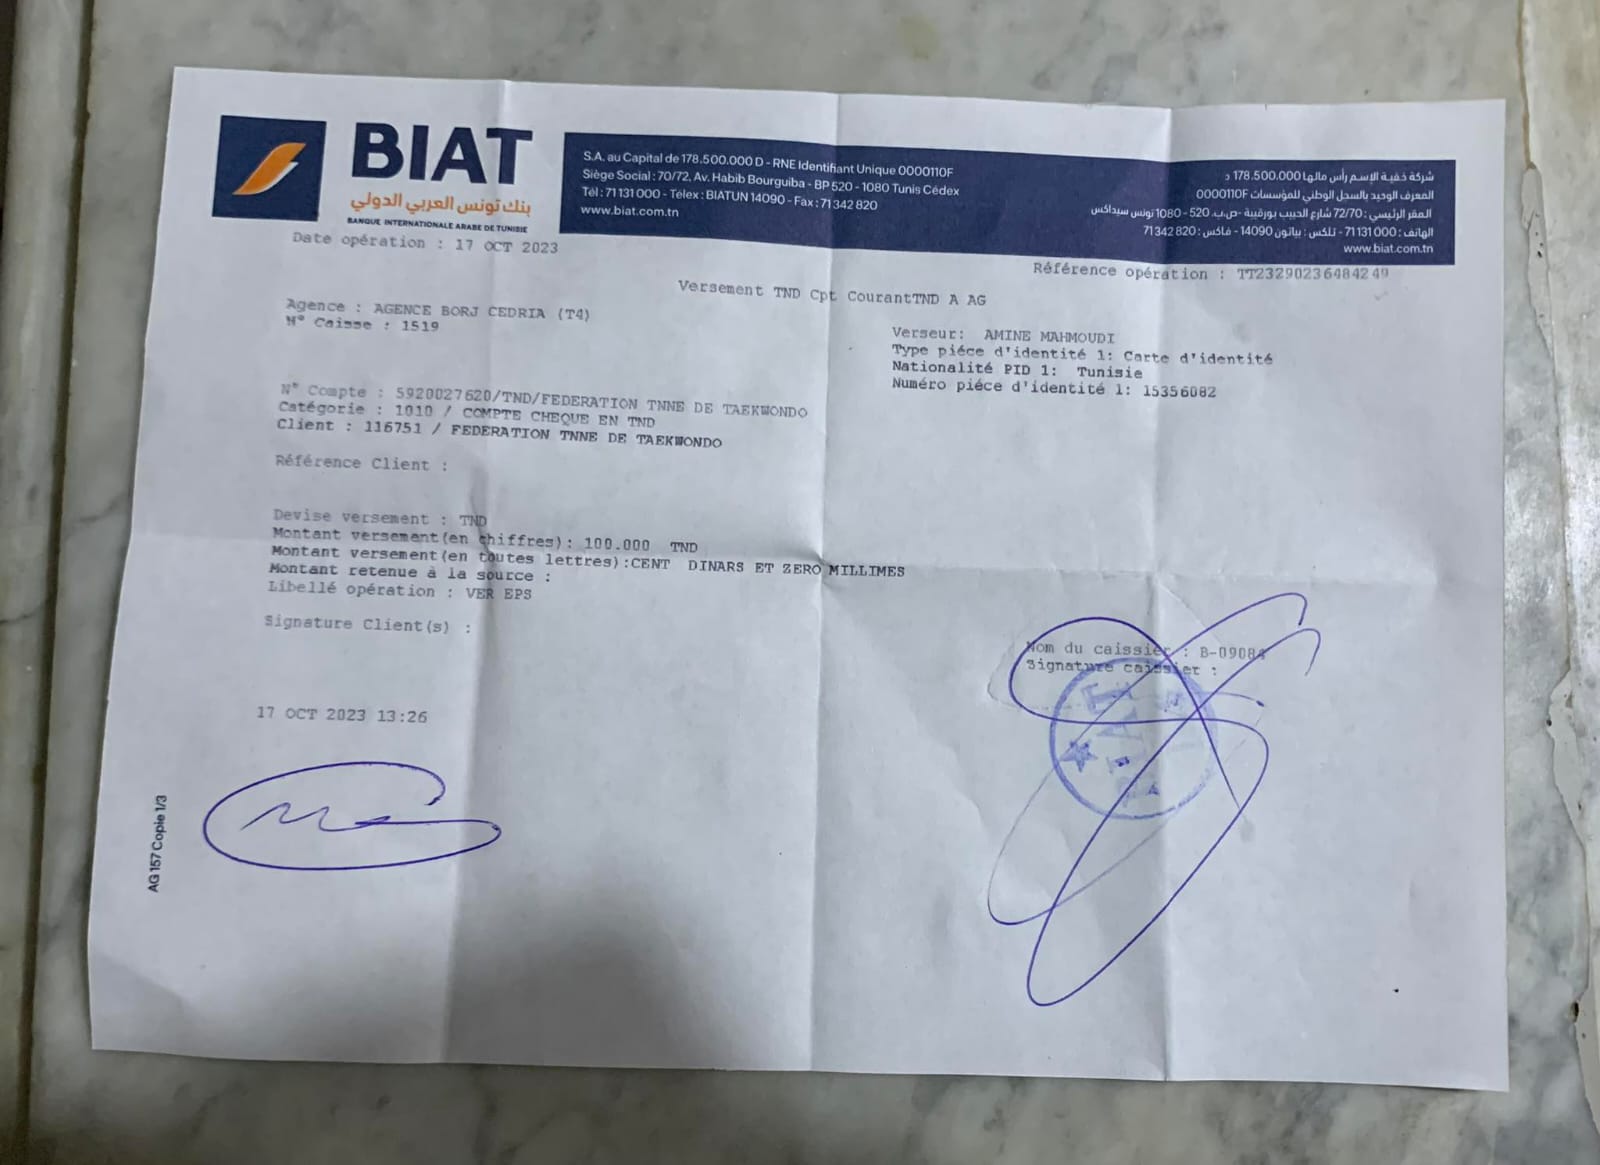 BIAT
بنك تونس العربي الدولي
BANQUE INTERNATIONALE ARABE DE TUNISIE
S.A. au Capital de 178.500.000 D - RNE Identifiant Unique 0000110F
Siège Social : 70/72, Av. Habib Bourguiba - BP 520 - 1080 Tunis Cédex
Tél : 71 131 000 - Telex : BIATUN 14090 - Fax : 71 342 820
www.biat.com.tn
شركة خفية الإسم رأس مالها 178.500.000 د
المعرف الوحيد بالسجل الوطني للمؤسسات 0000110F
المقر الرئيسي : 72/70 شارع الحبيب بورقيبة -ص.ب. 520 - 1080 تونس سيداكس
الهاتف : 71 131 000 - تلكس : بياتون 14090 - فاكس : 71 342 820
www.biat.com.tn
Date opération : 17 OCT 2023
Référence opération : TT23290236484249
Versement TND Cpt CourantTND A AG
Agence : AGENCE BORJ CEDRIA (T4)
N° Caisse : 1519
Verseur: AMINE MAHMOUDI
Type piéce d'identité 1: Carte d'identité
Nationalité PID 1: Tunisie
Numéro piéce d'identité 1: 15356082
N° Compte : 5920027620/TND/FEDERATION TNNE DE TAEKWONDO
Catégorie : 1010 / COMPTE CHEQUE EN TND
Client : 116751 / FEDERATION TNNE DE TAEKWONDO
Référence Client :
Devise versement : TND
Montant versement(en chiffres): 100.000 TND
Montant versement(en toutes lettres):CENT DINARS ET ZERO MILLIMES
Montant retenue à la source :
Libellé opération : VER EPS
Signature Client(s) :
Nom du caissier : B-09084
Signature caissier :
17 OCT 2023 13:26
AG 157 Copie 1/3